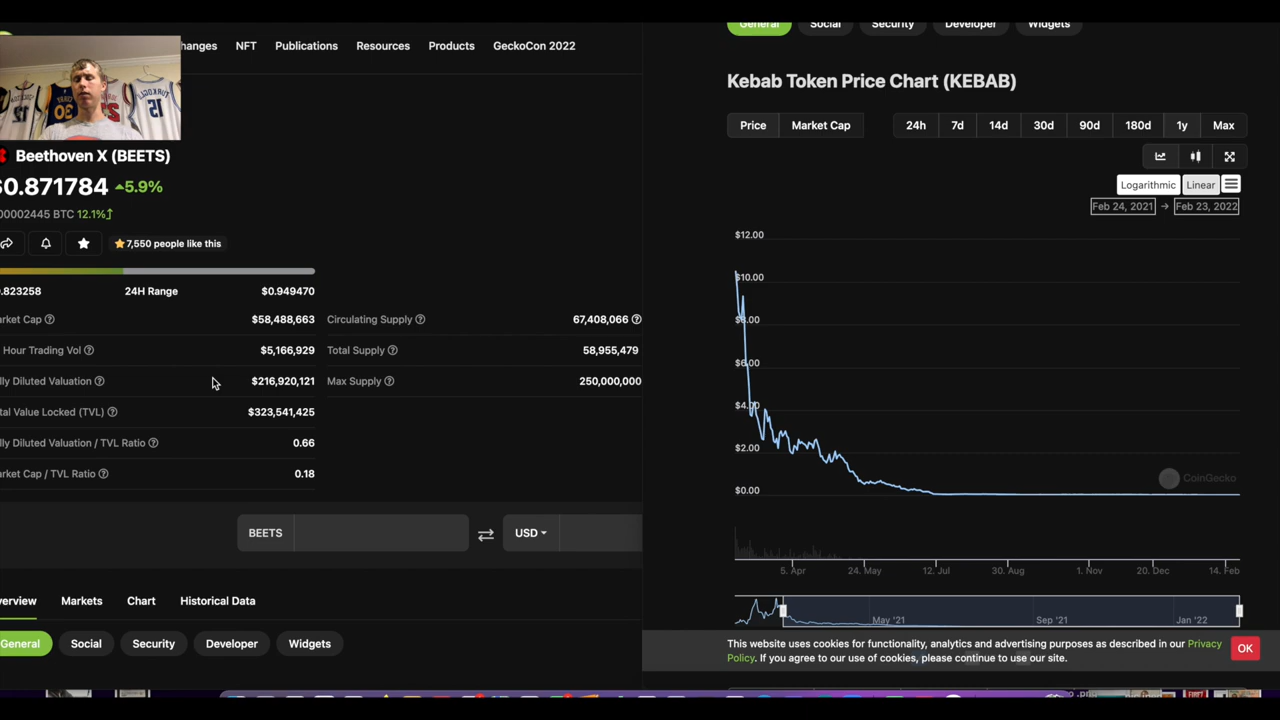 hanges NFT Publications Resources Products GeckoCon 2022
Beethoven X (BEETS)
$0.871784 5.9%
00002445 BTC 12.1%
7,550 people like this
.823258 24H Range $0.949470
arket Cap $58,488,663
Hour Trading Vol $5,166,929
lly Diluted Valuation $216,920,121
tal Value Locked (TVL) $323,541,425
lly Diluted Valuation / TVL Ratio 0.66
arket Cap / TVL Ratio 0.18
Circulating Supply 67,408,066
Total Supply 58,955,479
Max Supply 250,000,000
BEETS USD
verview Markets Chart Historical Data
General Social Security Developer Widgets
General Social Security Developer Widgets
Kebab Token Price Chart (KEBAB)
Price Market Cap 24h 7d 14d 30d 90d 180d 1y Max
Logarithmic Linear
Feb 24, 2021 → Feb 23, 2022
$12.00
$10.00
$8.00
$6.00
$4.00
$2.00
$0.00
CoinGecko
5. Apr 24. May 12. Jul 30. Aug 1. Nov 20. Dec 14. Feb
May '21 Sep '21 Jan '22
This website uses cookies for functionality, analytics and advertising purposes as described in our Privacy
Policy. If you agree to our use of cookies, please continue to use our site.
OK